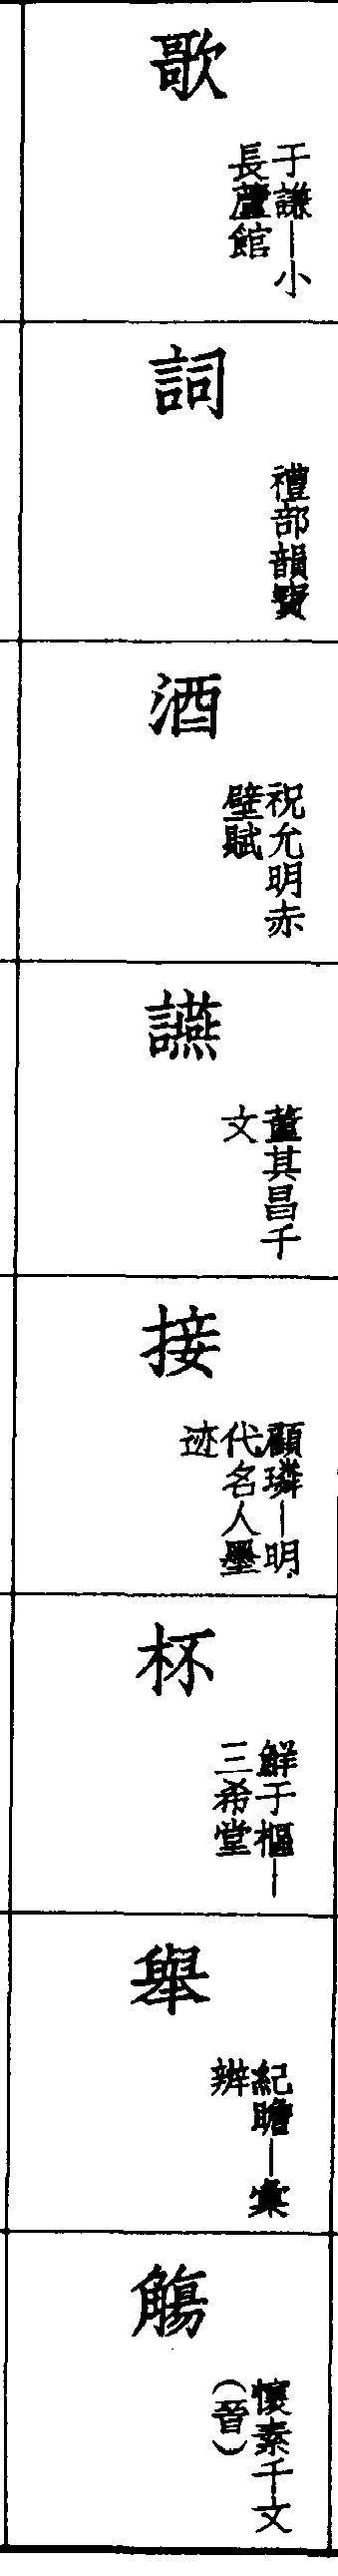 歌
于謙—小
長蘆館
詞
禮部韻寳
酒
祝允明赤
壁賦
讌
董其昌千
文
接
顧璘—明
代名人墨
迹
杯
鮮于樞—
三希堂
舉
紀瞻—彙
辨
觴
懷素千文
（晉）